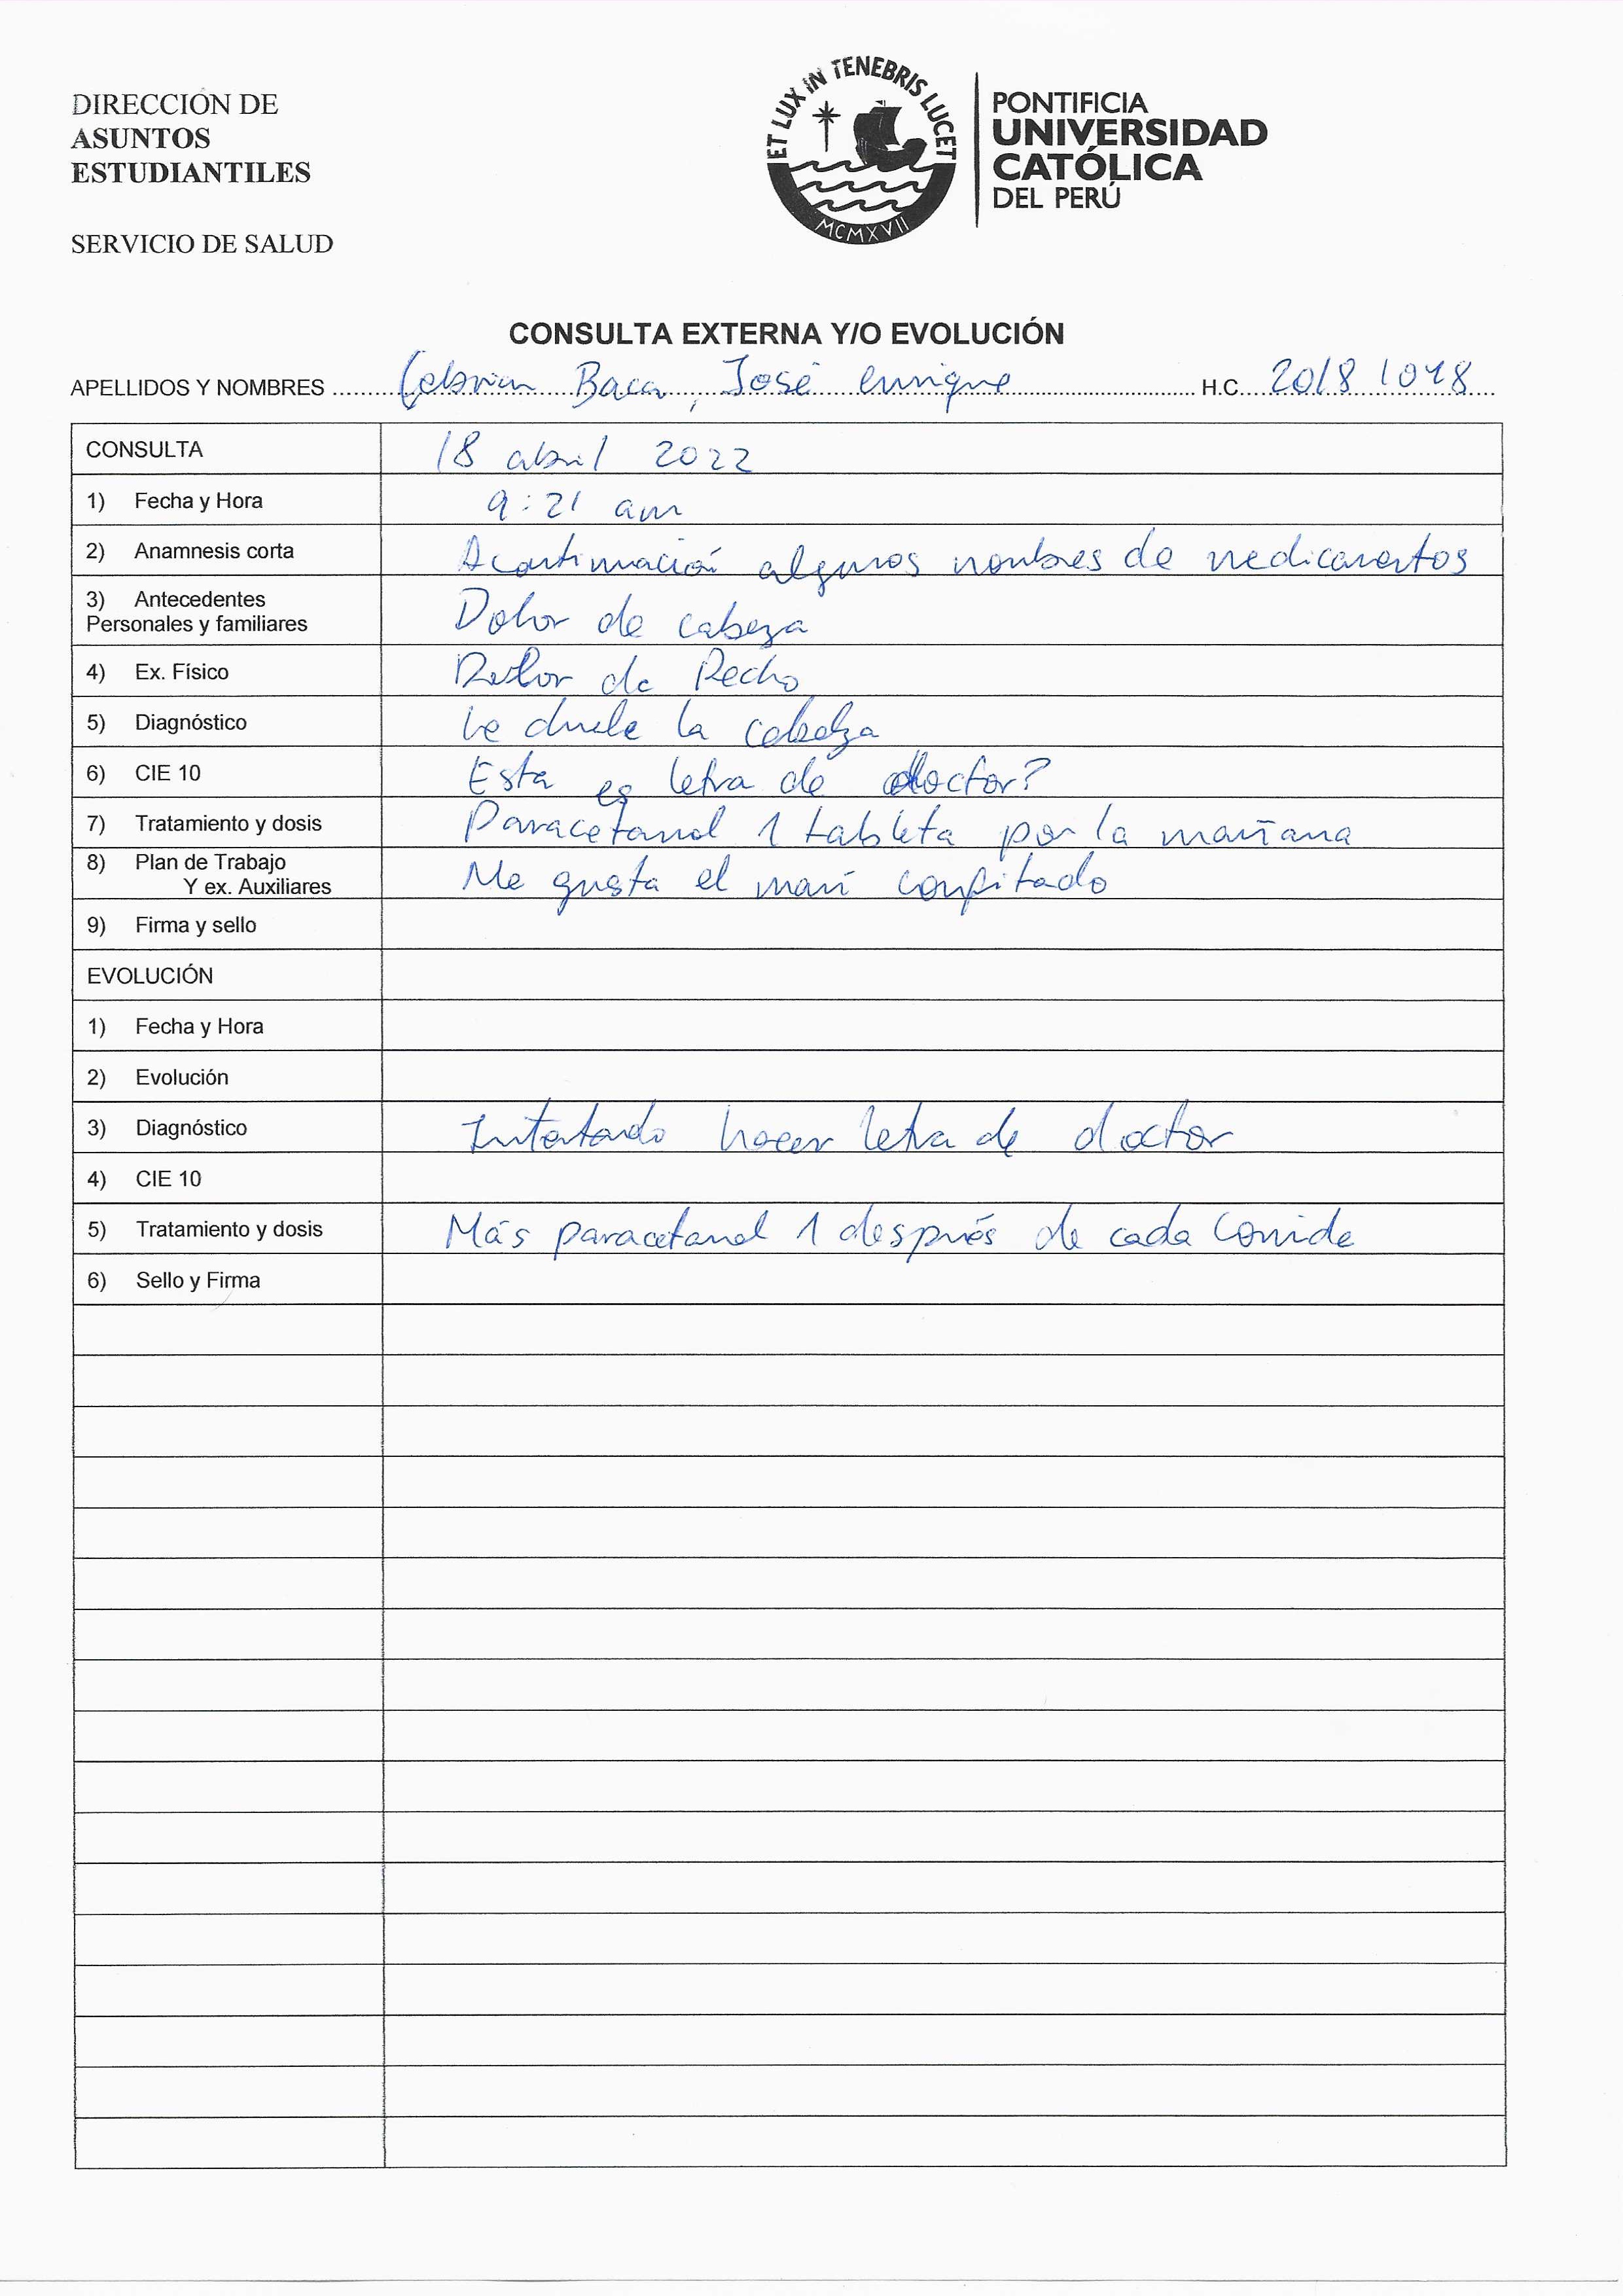 DIRECCIÓN DE
ASUNTOS
ESTUDIANTILES
SERVICIO DE SALUD
ET LUX IN TENEBRIS LUCET
MCMXVII
PONTIFICIA
UNIVERSIDAD
CATÓLICA
DEL PERÚ
CONSULTA EXTERNA Y/O EVOLUCIÓN
APELLIDOS Y NOMBRES Baca, José enrique H.C. 2018
CONSULTA 18 abril 2022
1) Fecha y Hora 9:21 am
2) Anamnesis corta Acontinuación algunos nombres de medicamentos
3) Antecedentes
Personales y familiares Dolor de cabeza
4) Ex. Físico Dolor de Pecho
5) Diagnóstico Le duele la
6) CIE 10 Esta es letra de doctor?
7) Tratamiento y dosis Paracetamol 1 tableta por la mañana
8) Plan de Trabajo
Y ex. Auxiliares Me gusta el maní confitado
9) Firma y sello
EVOLUCIÓN
1) Fecha y Hora
2) Evolución
3) Diagnóstico Intentando hacer letra de doctor
4) CIE 10
5) Tratamiento y dosis Más paracetamol 1 después de cada comida
6) Sello y Firma